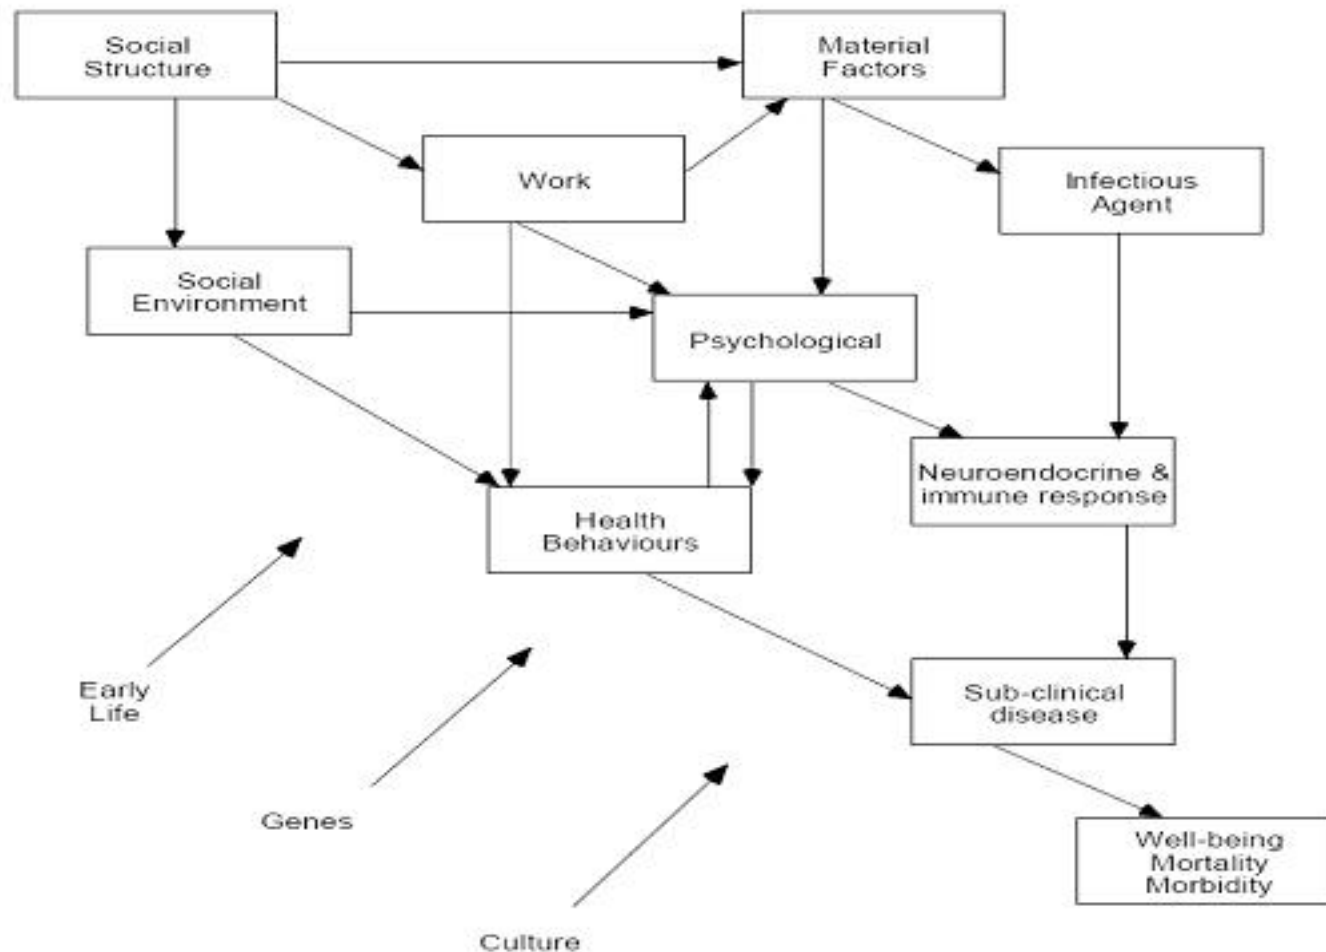 Social
Structure
Material
Factors
Work
Infectious
Agent
Social
Environment
Psychological
Neuroendocrine &
immune response
Health
Behaviours
Early
Life
Sub-clinical
disease
Genes
Well-being
Mortality
Morbidity
Culture